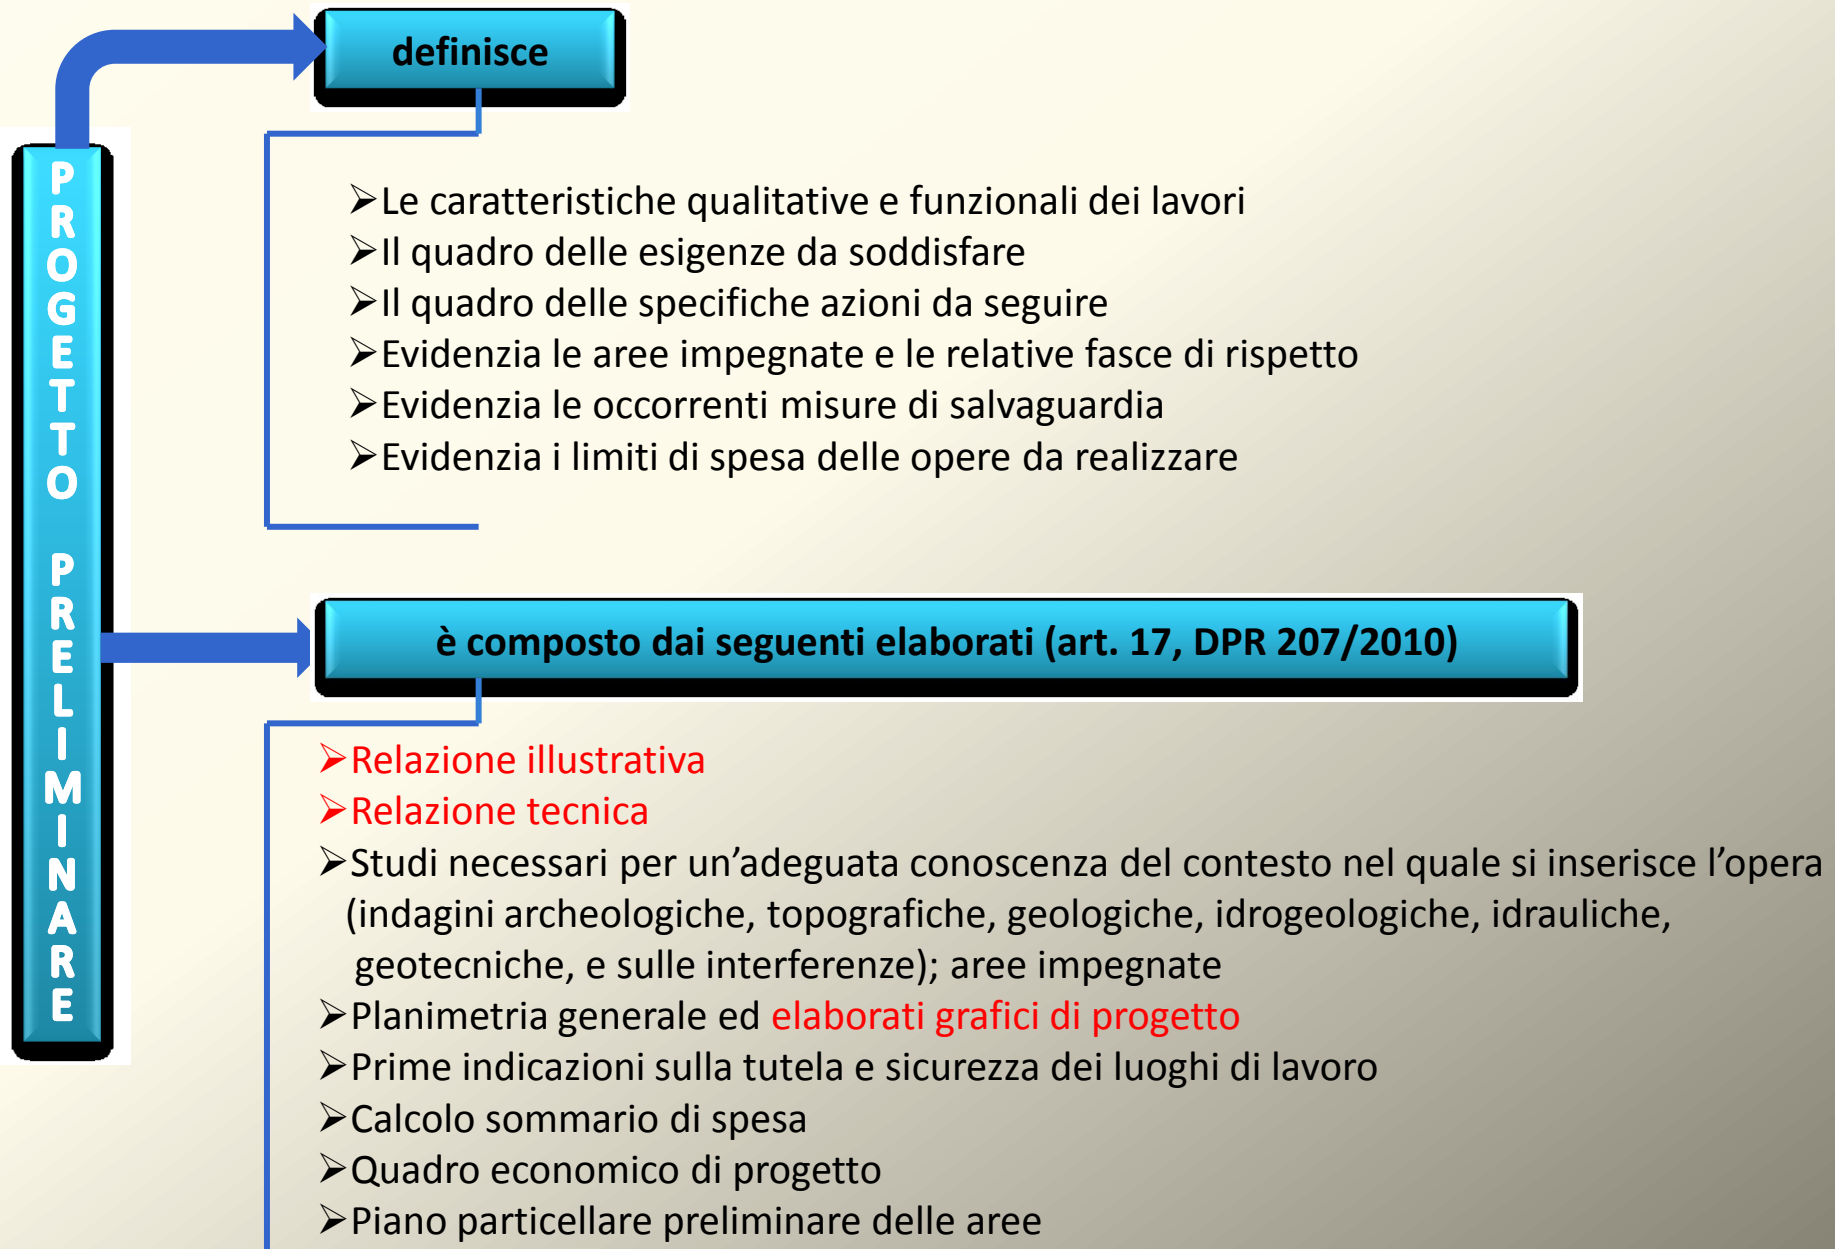 definisce
PROGETTO PRELIMINARE
➢Le caratteristiche qualitative e funzionali dei lavori
➢Il quadro delle esigenze da soddisfare
➢Il quadro delle specifiche azioni da seguire
➢Evidenzia le aree impegnate e le relative fasce di rispetto
➢Evidenzia le occorrenti misure di salvaguardia
➢Evidenzia i limiti di spesa delle opere da realizzare
è composto dai seguenti elaborati (art. 17, DPR 207/2010)
➢Relazione illustrativa
➢Relazione tecnica
➢Studi necessari per un’adeguata conoscenza del contesto nel quale si inserisce l’opera
(indagini archeologiche, topografiche, geologiche, idrogeologiche, idrauliche,
geotecniche, e sulle interferenze); aree impegnate
➢Planimetria generale ed elaborati grafici di progetto
➢Prime indicazioni sulla tutela e sicurezza dei luoghi di lavoro
➢Calcolo sommario di spesa
➢Quadro economico di progetto
➢Piano particellare preliminare delle aree